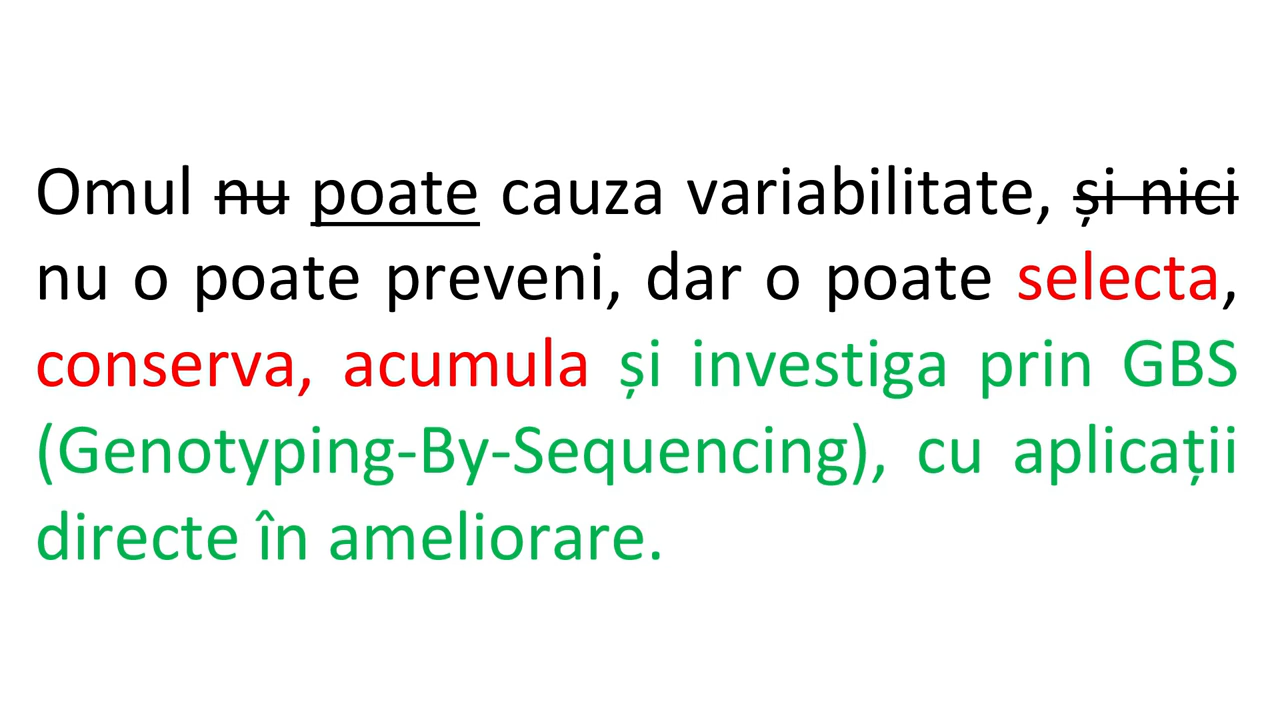 Omul nu poate cauza variabilitate, și nici
nu o poate preveni, dar o poate selecta,
conserva, acumula și investiga prin GBS
(Genotyping-By-Sequencing), cu aplicații
directe în ameliorare.